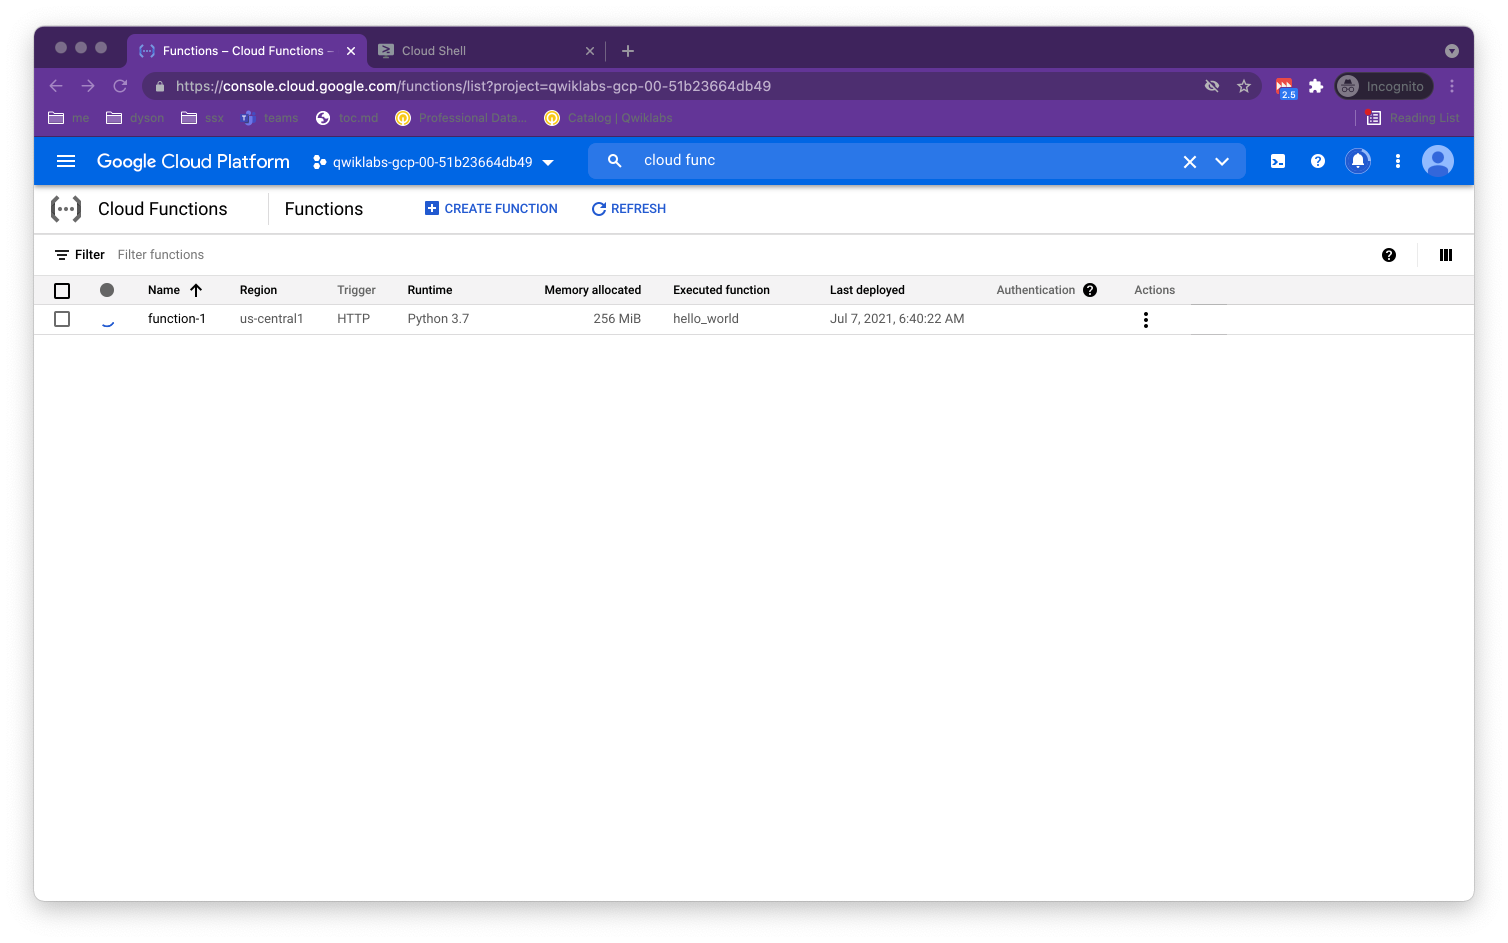 Functions – Cloud Functions –
Cloud Shell
https://console.cloud.google.com/functions/list?project=qwiklabs-gcp-00-51b23664db49
2.5
Incognito
me
dyson
ssx
teams
toc.md
Professional Data...
Catalog | Qwiklabs
Reading List
Google Cloud Platform
qwiklabs-gcp-00-51b23664db49
cloud func
Cloud Functions
Functions
CREATE FUNCTION
REFRESH
Filter
Filter functions
Name Region Trigger Runtime Memory allocated Executed function Last deployed Authentication Actions
function-1 us-central1 HTTP Python 3.7 256 MiB hello_world Jul 7, 2021, 6:40:22 AM